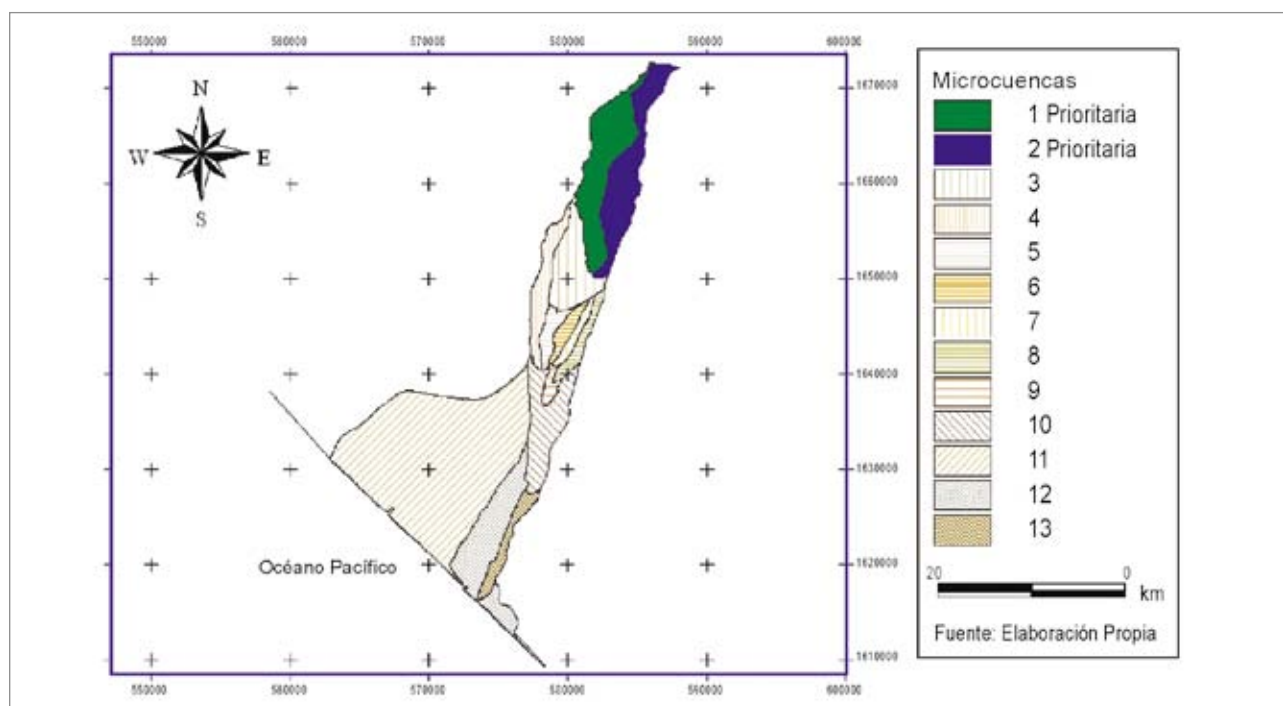 550000 560000 570000 580000 590000 600000
N
W E
S
1670000
1660000
1650000
1640000
1630000
1620000
1610000
Océano Pacífico
550000 560000 570000 580000 590000 600000
Microcuencas
1 Prioritaria
2 Prioritaria
3
4
5
6
7
8
9
10
11
12
13
20 0
km
Fuente: Elaboración Propia